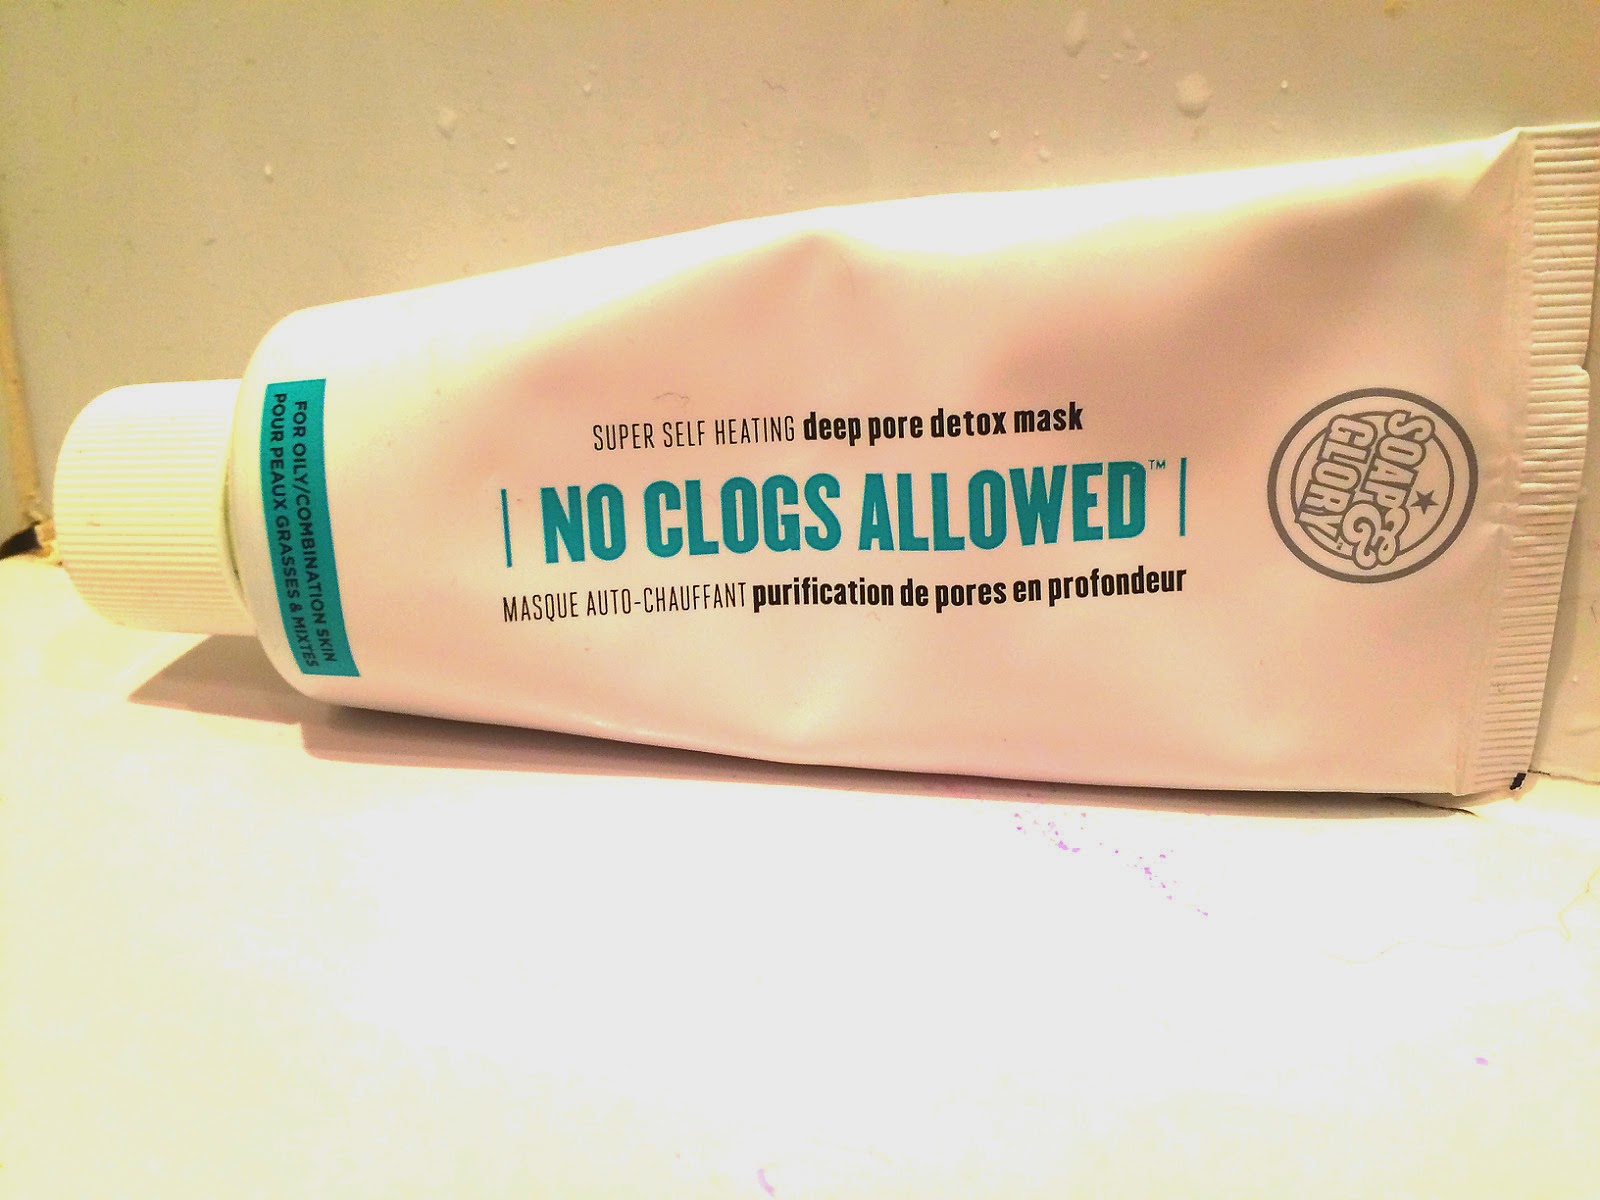 FOR OILY/COMBINATION SKIN
POUR PEAUX GRASSES & MIXTES
SUPER SELF HEATING deep pore detox mask
| NO CLOGS ALLOWED™ |
MASQUE AUTO-CHAUFFANT purification de pores en profondeur
SOAP &
GLORY™